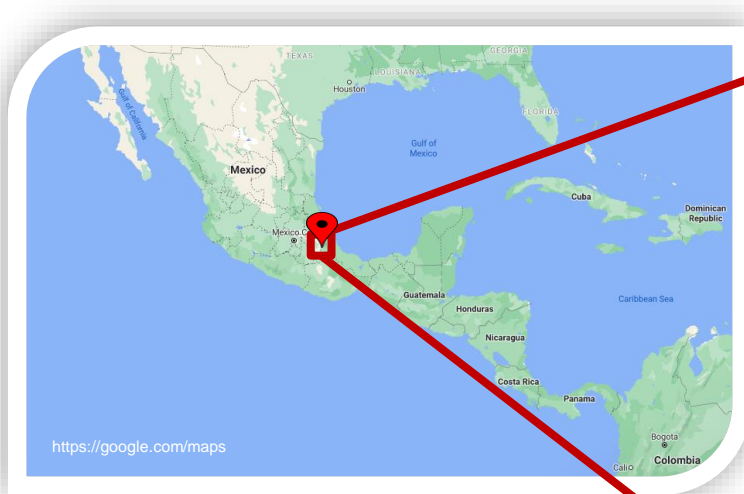 TEXAS
LOUISIANA
GEORGIA
Houston
FLORIDA
Gulf of
California
Gulf of
Mexico
Mexico
Cuba
Dominican
Republic
Mexico C
Guatemala
Honduras
Caribbean Sea
Nicaragua
Costa Rica
Panama
Bogota
Colombia
Cali
https://google.com/maps